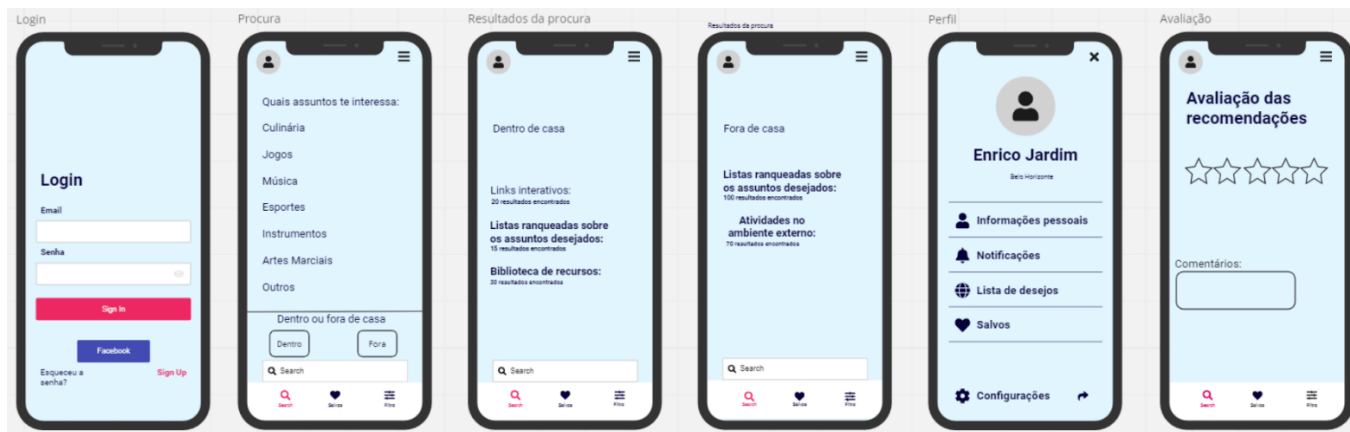 Login
Login
Email
Senha
Sign In
Facebook
Esqueceu a
senha?
Sign Up
Procura
Quais assuntos te interessa:
Culinária
Jogos
Música
Esportes
Instrumentos
Artes Marciais
Outros
Dentro ou fora de casa
Dentro
Fora
Search
Search
Salvos
Filtro
Resultados da procura
Dentro de casa
Links interativos:
20 resultados encontrados
Listas ranqueadas sobre
os assuntos desejados:
15 resultados encontrados
Biblioteca de recursos:
30 resultados encontrados
Search
Search
Salvos
Filtro
Resultados da procura
Fora de casa
Listas ranqueadas sobre
os assuntos desejados:
100 resultados encontrados
Atividades no
ambiente externo:
70 resultados encontrados
Search
Search
Salvos
Filtro
Perfil
Enrico Jardim
Belo Horizonte
Informações pessoais
Notificações
Lista de desejos
Salvos
Configurações
Avaliação
Avaliação das
recomendações
Comentários:
Search
Salvos
Filtro